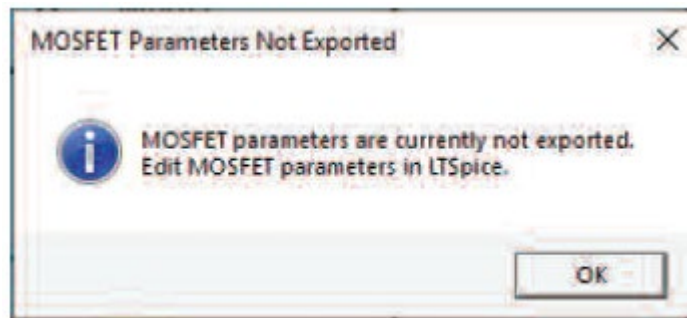 MOSFET Parameters Not Exported
MOSFET parameters are currently not exported.
Edit MOSFET parameters in LTSpice.
OK